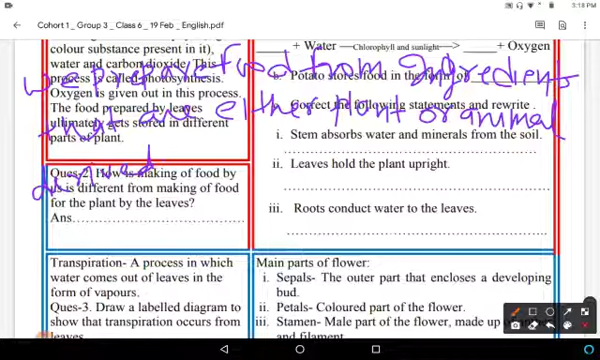 5:18 PM
Cohort 1_ Group 3 _ Class 6 _ 19 Feb _ English.pdf
colour substance present in it),
water and carbon dioxide. This
process is called photosynthesis.
Oxygen is given out in this process.
The food prepared by leaves
ultimately gets stored in different
parts of plant.
+ Water —Chlorophyll and sunlight—> _____ + Oxygen
b. Potato stores food in the form of
Correct the following statements and rewrite .
i. Stem absorbs water and minerals from the soil.
ii. Leaves hold the plant upright.
iii. Roots conduct water to the leaves.
we prepare food from ingredients
that are either plant or animal
derived
Ques-2. How is making of food by
us is different from making of food
for the plant by the leaves?
Ans..............................
Transpiration- A process in which
water comes out of leaves in the
form of vapours.
Ques-3. Draw a labelled diagram to
show that transpiration occurs from
leaves
Main parts of flower:
i. Sepals- The outer part that encloses a developing
bud.
ii. Petals- Coloured part of the flower.
iii. Stamen- Male part of the flower, made up
and filament.